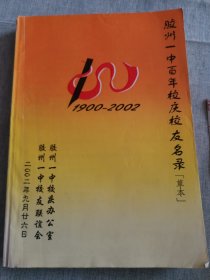 胶州一中百年校庆校友名录「草本」
1900-2002
胶州一中校庆办公室
胶州一中校友联谊会
二〇〇二年九月廿六日